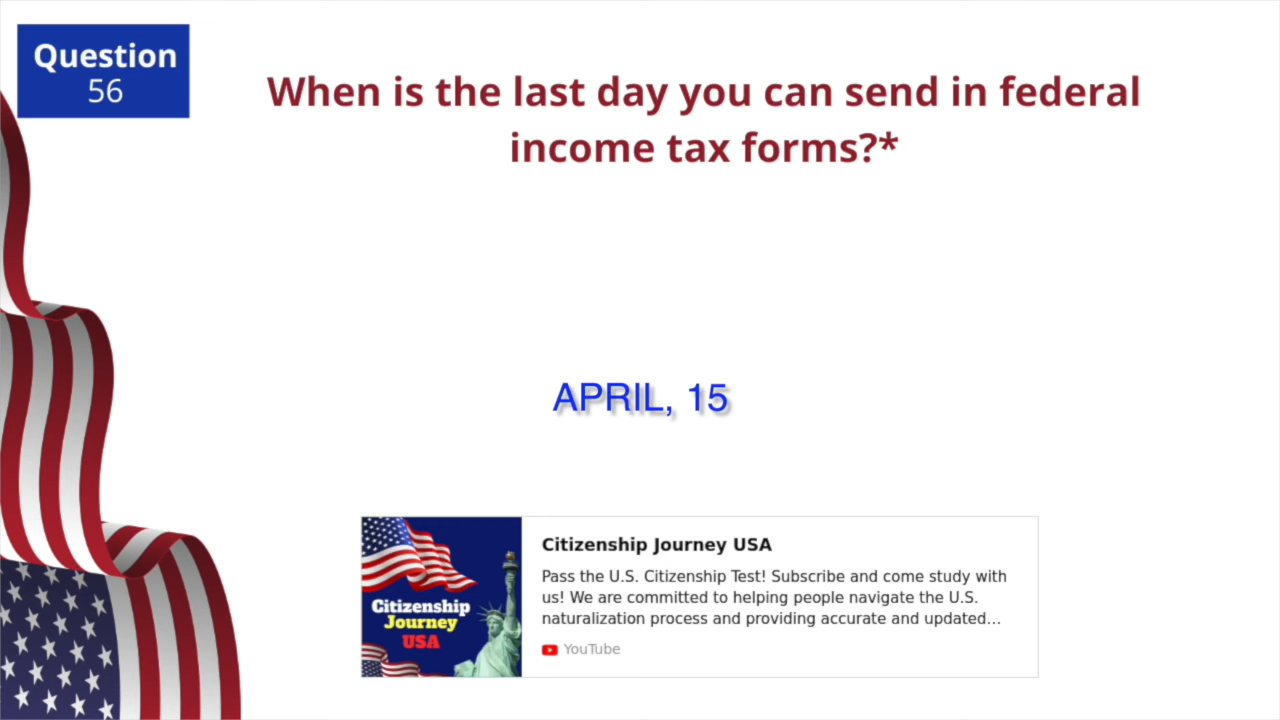 Question
56
When is the last day you can send in federal
income tax forms?*
APRIL, 15
Citizenship
Journey
USA
Citizenship Journey USA
Pass the U.S. Citizenship Test! Subscribe and come study with
us! We are committed to helping people navigate the U.S.
naturalization process and providing accurate and updated...
YouTube